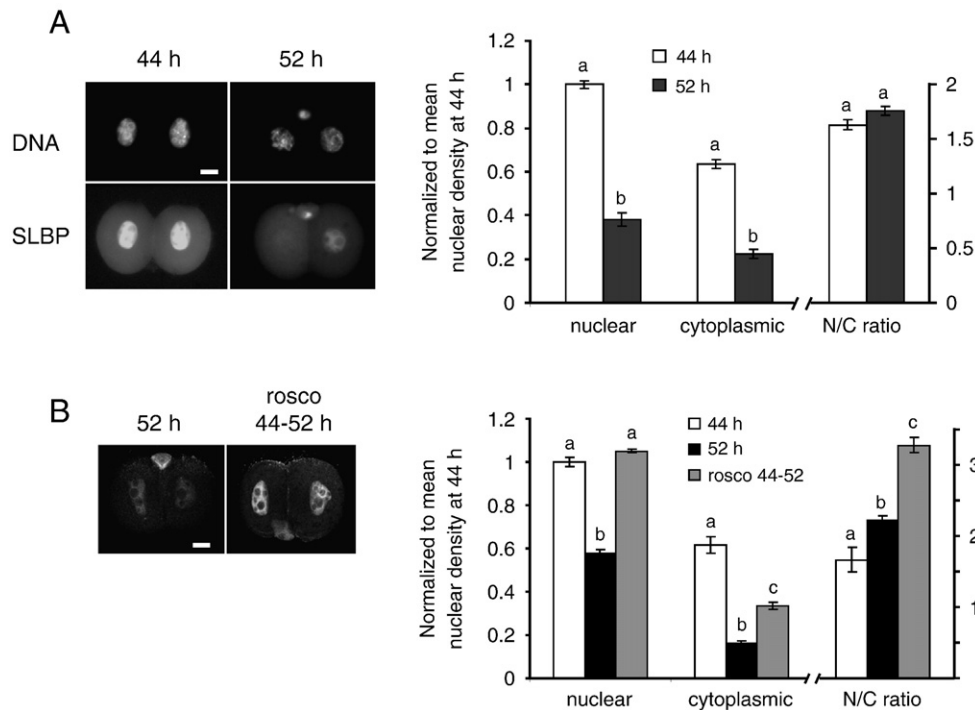 A
44 h 52 h
DNA
SLBP
Normalized to mean
nuclear density at 44 h
1.2
1
0.8
0.6
0.4
0.2
0
44 h
52 h
a
b
a
b
a a
2
1.5
1
0.5
0
nuclear cytoplasmic N/C ratio
B
52 h
rosco
44-52 h
Normalized to mean
nuclear density at 44 h
1.2
1
0.8
0.6
0.4
0.2
0
44 h
52 h
rosco 44-52
a
b
a
a
b
c
a
b
c
3
2
1
nuclear cytoplasmic N/C ratio